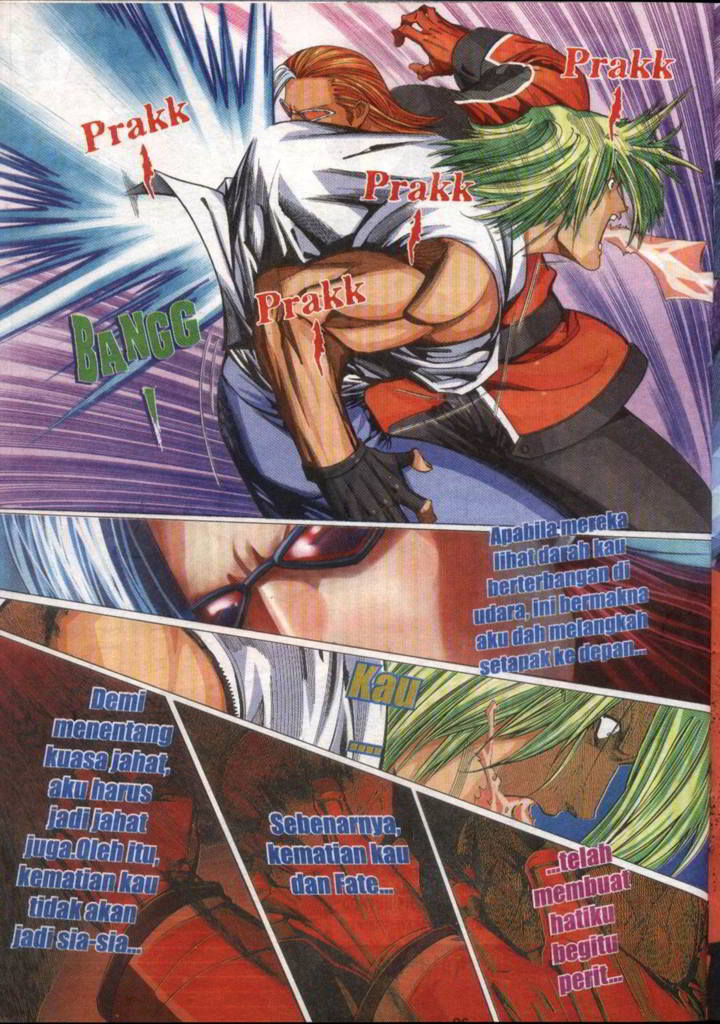 Prakk
Prakk
Prakk
Prakk
BANGG
!
Apabila mereka
lihat darah kau
berterbangan di
udara, ini bermakna
aku dah melangkah
setapak ke depan...
Kau
....
Demi
menentang
kuasa jahat,
aku harus
jadi jahat
juga.Oleh itu,
kematian kau
tidak akan
jadi sia-sia...
Sebenarnya,
kematian kau
dan Fate...
...telah
membuat
hatiku
begitu
perit...